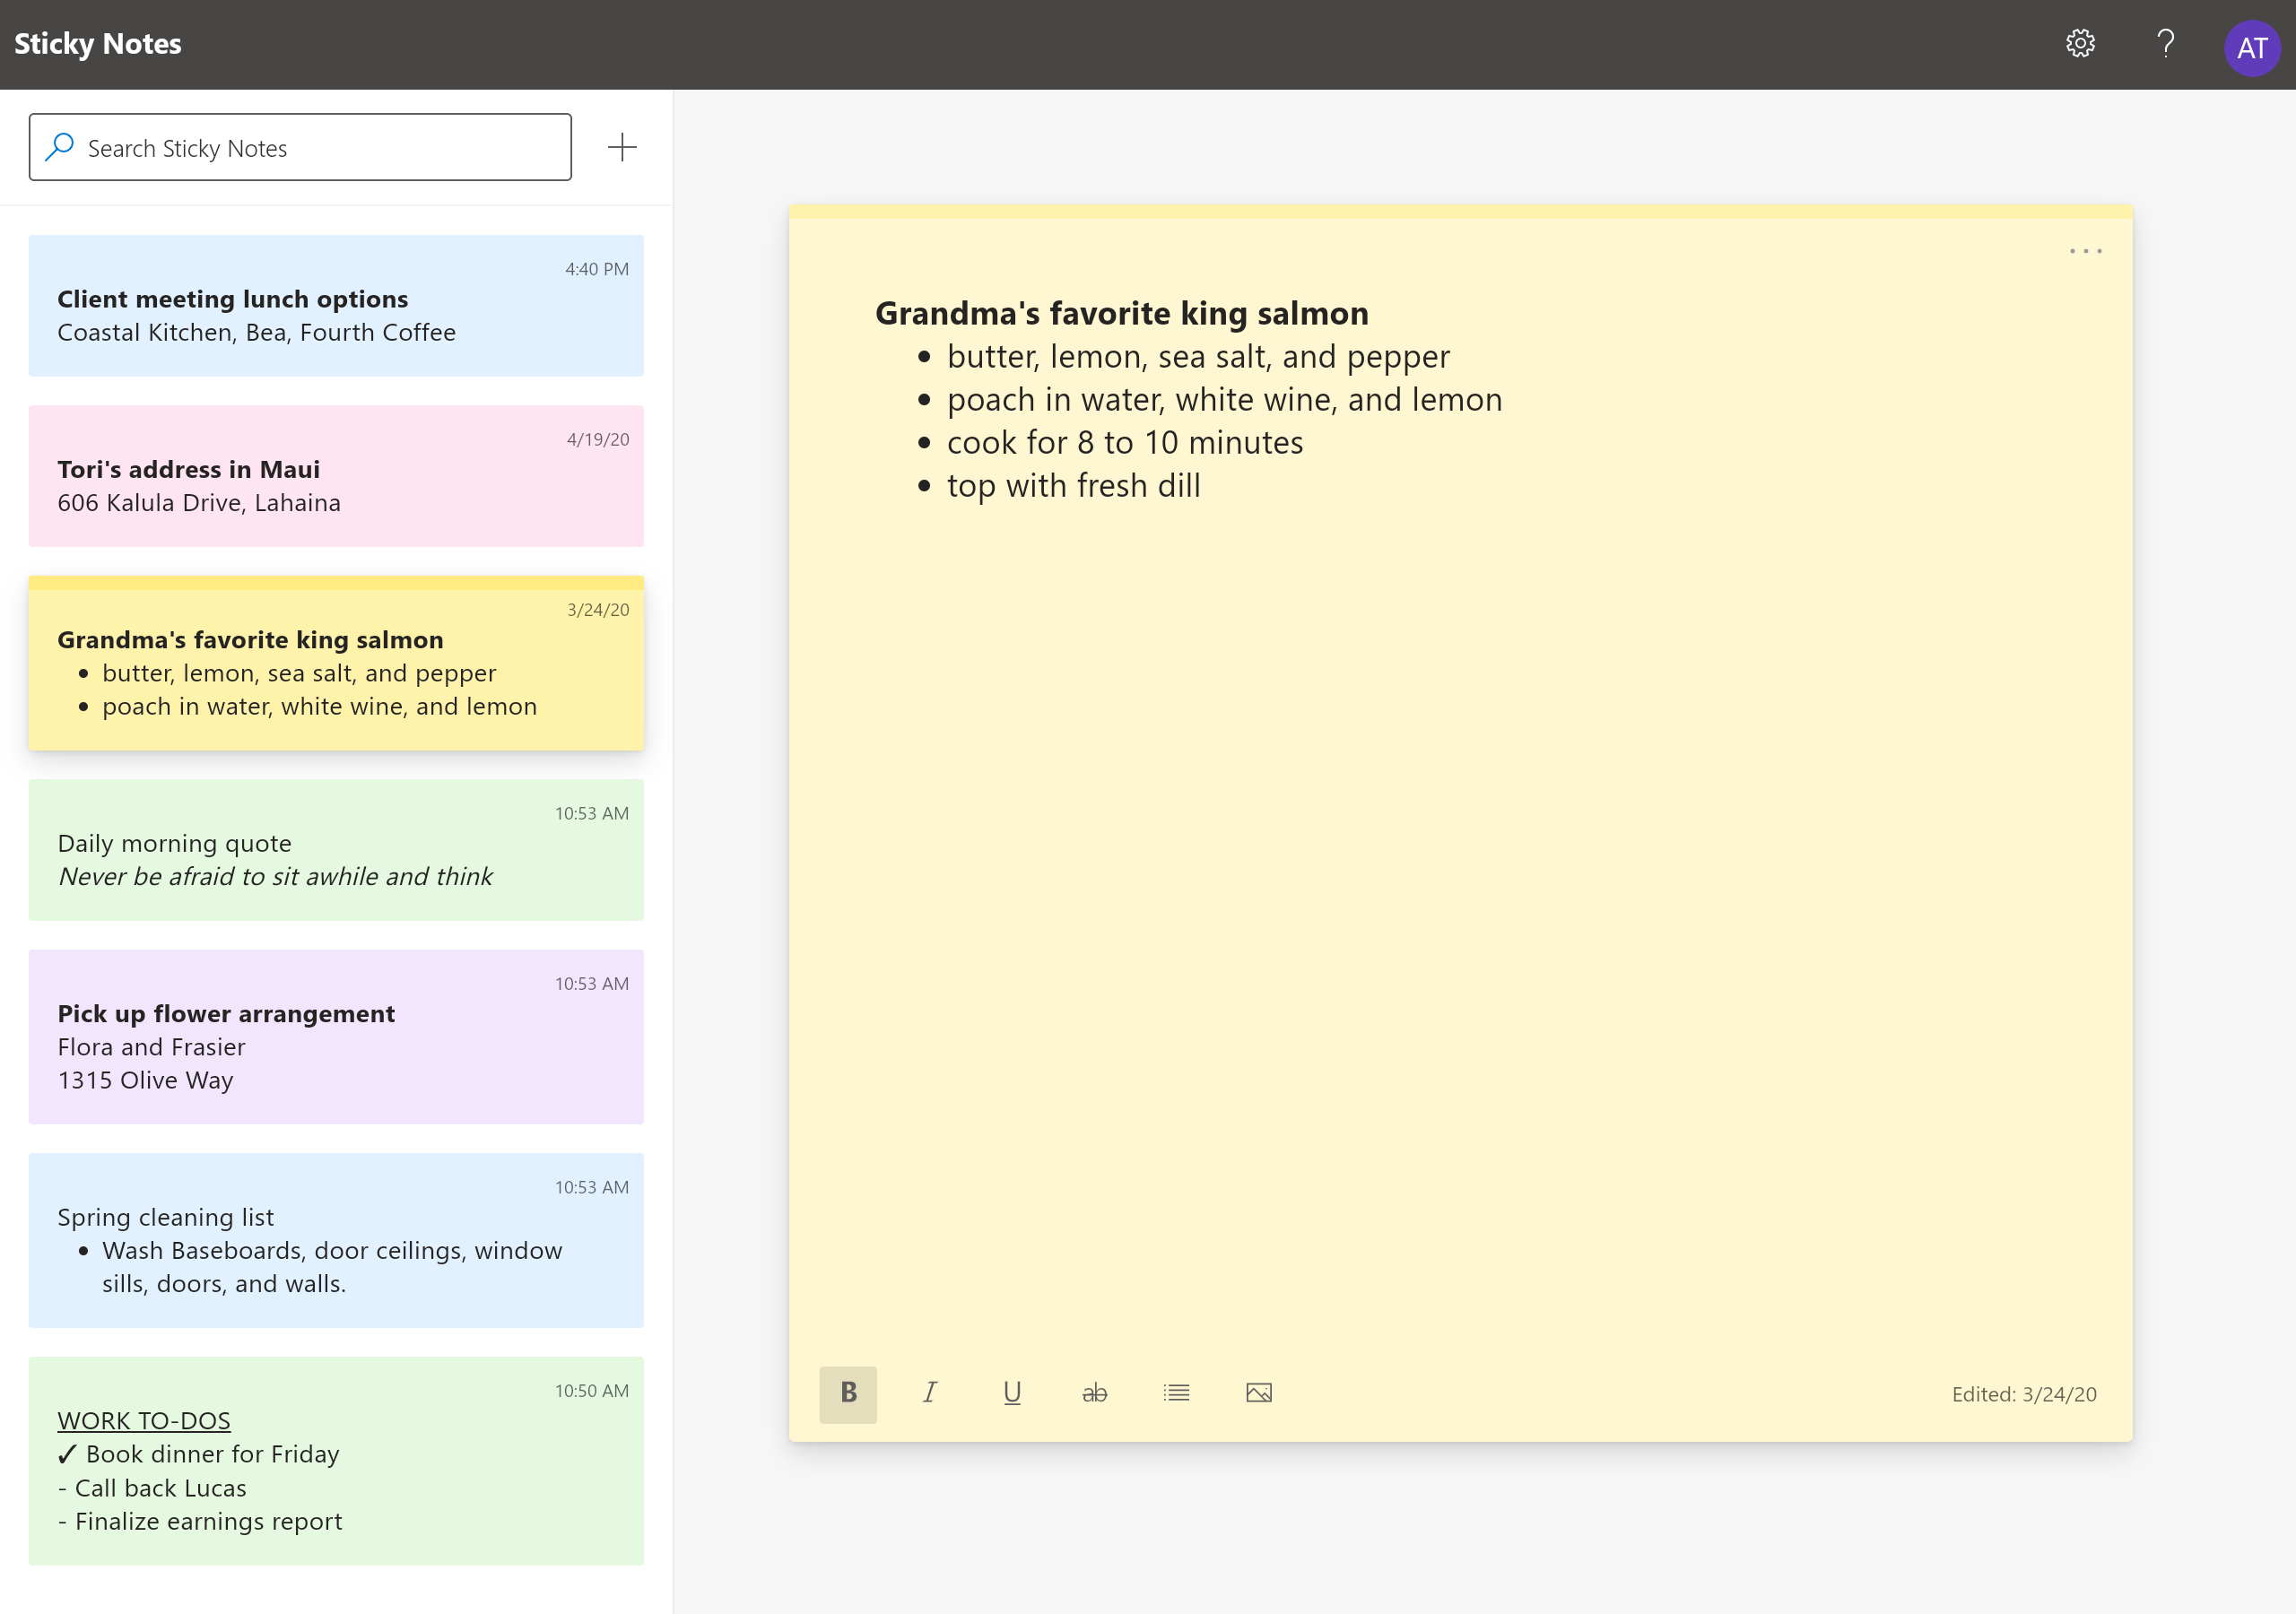 Sticky Notes
AT
Search Sticky Notes
4:40 PM
Client meeting lunch options
Coastal Kitchen, Bea, Fourth Coffee
4/19/20
Tori's address in Maui
606 Kalula Drive, Lahaina
3/24/20
Grandma's favorite king salmon
• butter, lemon, sea salt, and pepper
• poach in water, white wine, and lemon
10:53 AM
Daily morning quote
Never be afraid to sit awhile and think
10:53 AM
Pick up flower arrangement
Flora and Frasier
1315 Olive Way
10:53 AM
Spring cleaning list
• Wash Baseboards, door ceilings, window
sills, doors, and walls.
10:50 AM
WORK TO-DOS
✓ Book dinner for Friday
- Call back Lucas
- Finalize earnings report
Grandma's favorite king salmon
• butter, lemon, sea salt, and pepper
• poach in water, white wine, and lemon
• cook for 8 to 10 minutes
• top with fresh dill
B I U ab
Edited: 3/24/20